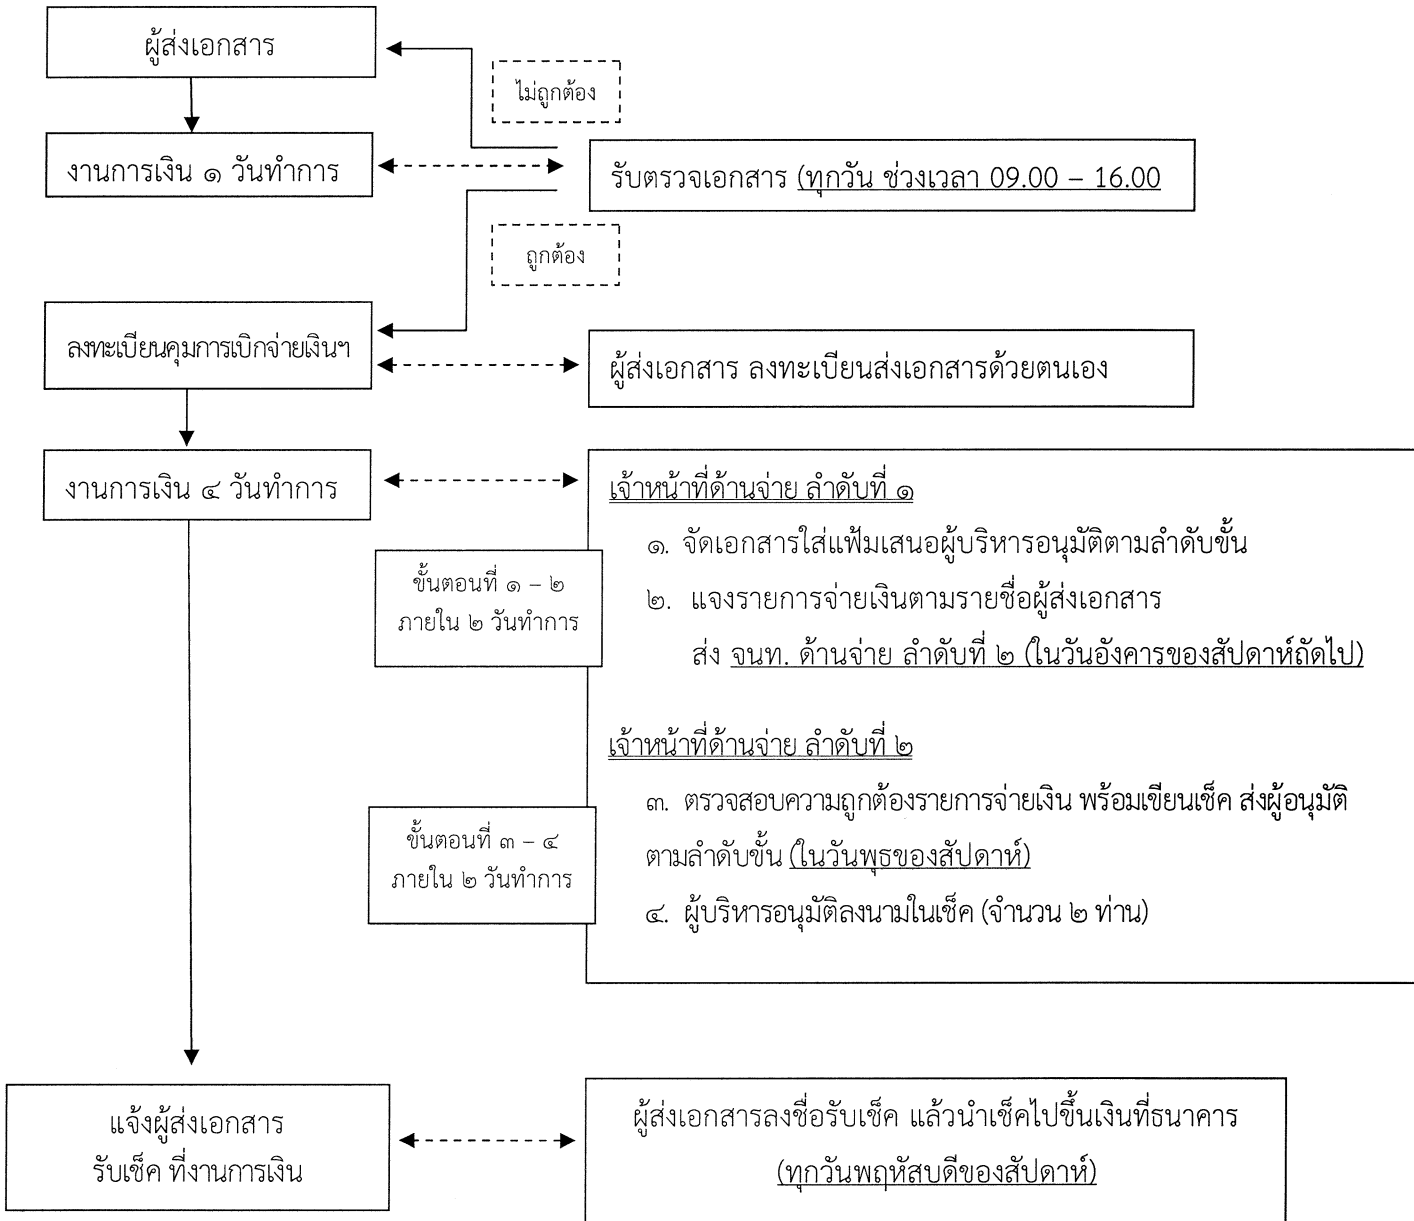 ผู้ส่งเอกสาร
ไม่ถูกต้อง
งานการเงิน ๑ วันทำการ
รับตรวจเอกสาร (ทุกวัน ช่วงเวลา 09.00 – 16.00
ถูกต้อง
ลงทะเบียนคุมการเบิกจ่ายเงินฯ
ผู้ส่งเอกสาร ลงทะเบียนส่งเอกสารด้วยตนเอง
งานการเงิน ๔ วันทำการ
เจ้าหน้าที่ด้านจ่าย ลำดับที่ ๑
๑. จัดเอกสารใส่แฟ้มเสนอผู้บริหารอนุมัติตามลำดับขั้น
ขั้นตอนที่ ๑ – ๒
ภายใน ๒ วันทำการ
๒. แจงรายการจ่ายเงินตามรายชื่อผู้ส่งเอกสาร
ส่ง จนท. ด้านจ่าย ลำดับที่ ๒ (ในวันอังคารของสัปดาห์ถัดไป)
เจ้าหน้าที่ด้านจ่าย ลำดับที่ ๒
๓. ตรวจสอบความถูกต้องรายการจ่ายเงิน พร้อมเขียนเช็ค ส่งผู้อนุมัติ
ตามลำดับขั้น (ในวันพุธของสัปดาห์)
ขั้นตอนที่ ๓ – ๔
ภายใน ๒ วันทำการ
๔. ผู้บริหารอนุมัติลงนามในเช็ค (จำนวน ๒ ท่าน)
แจ้งผู้ส่งเอกสาร
รับเช็ค ที่งานการเงิน
ผู้ส่งเอกสารลงชื่อรับเช็ค แล้วนำเช็คไปขึ้นเงินที่ธนาคาร
(ทุกวันพฤหัสบดีของสัปดาห์)